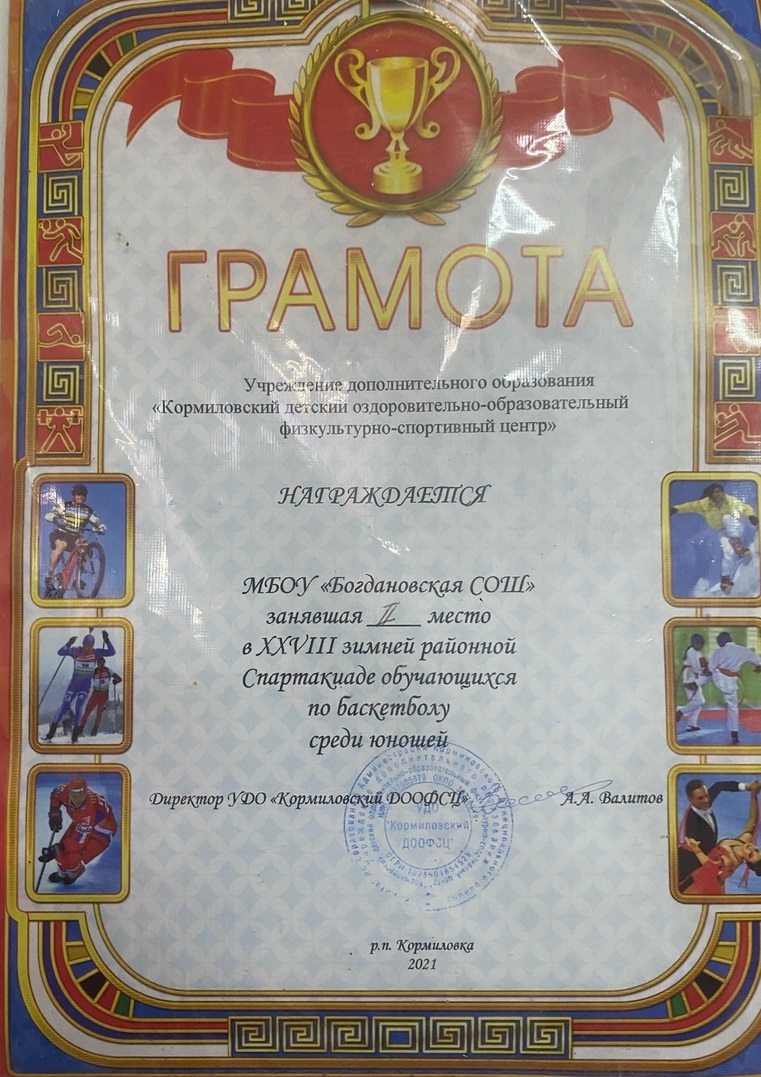 ГРАМОТА
Учреждение дополнительного образования
«Кормиловский детский оздоровительно-образовательный
физкультурно-спортивный центр»
НАГРАЖДАЕТСЯ
МБОУ «Богдановская СОШ»
занявшая II место
в XXVIII зимней районной
Спартакиаде обучающихся
по баскетболу
среди юношей
Директор УДО «Кормиловский ДООФСЦ» А.А. Валитов
УДО
"Кормиловский
ДООФСЦ"
р.п. Кормиловка
2021